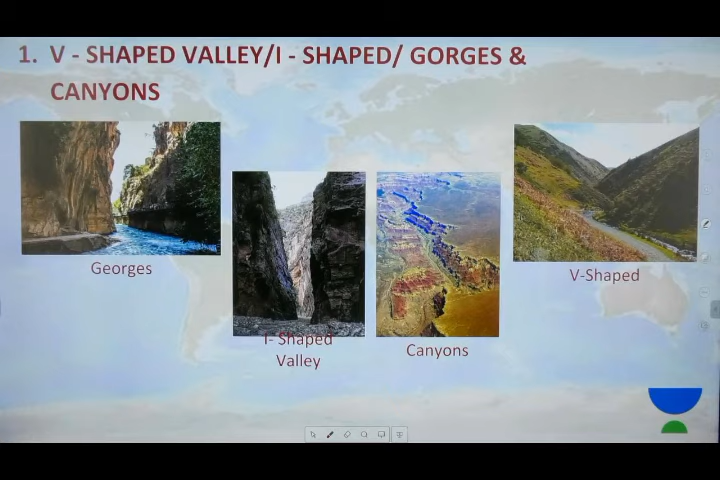 1. V - SHAPED VALLEY/I - SHAPED/ GORGES &
CANYONS
Georges
I- Shaped
Valley
Canyons
V-Shaped